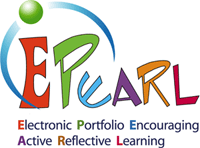 EPEARL
Electronic Portfolio Encouraging
Active Reflective Learning